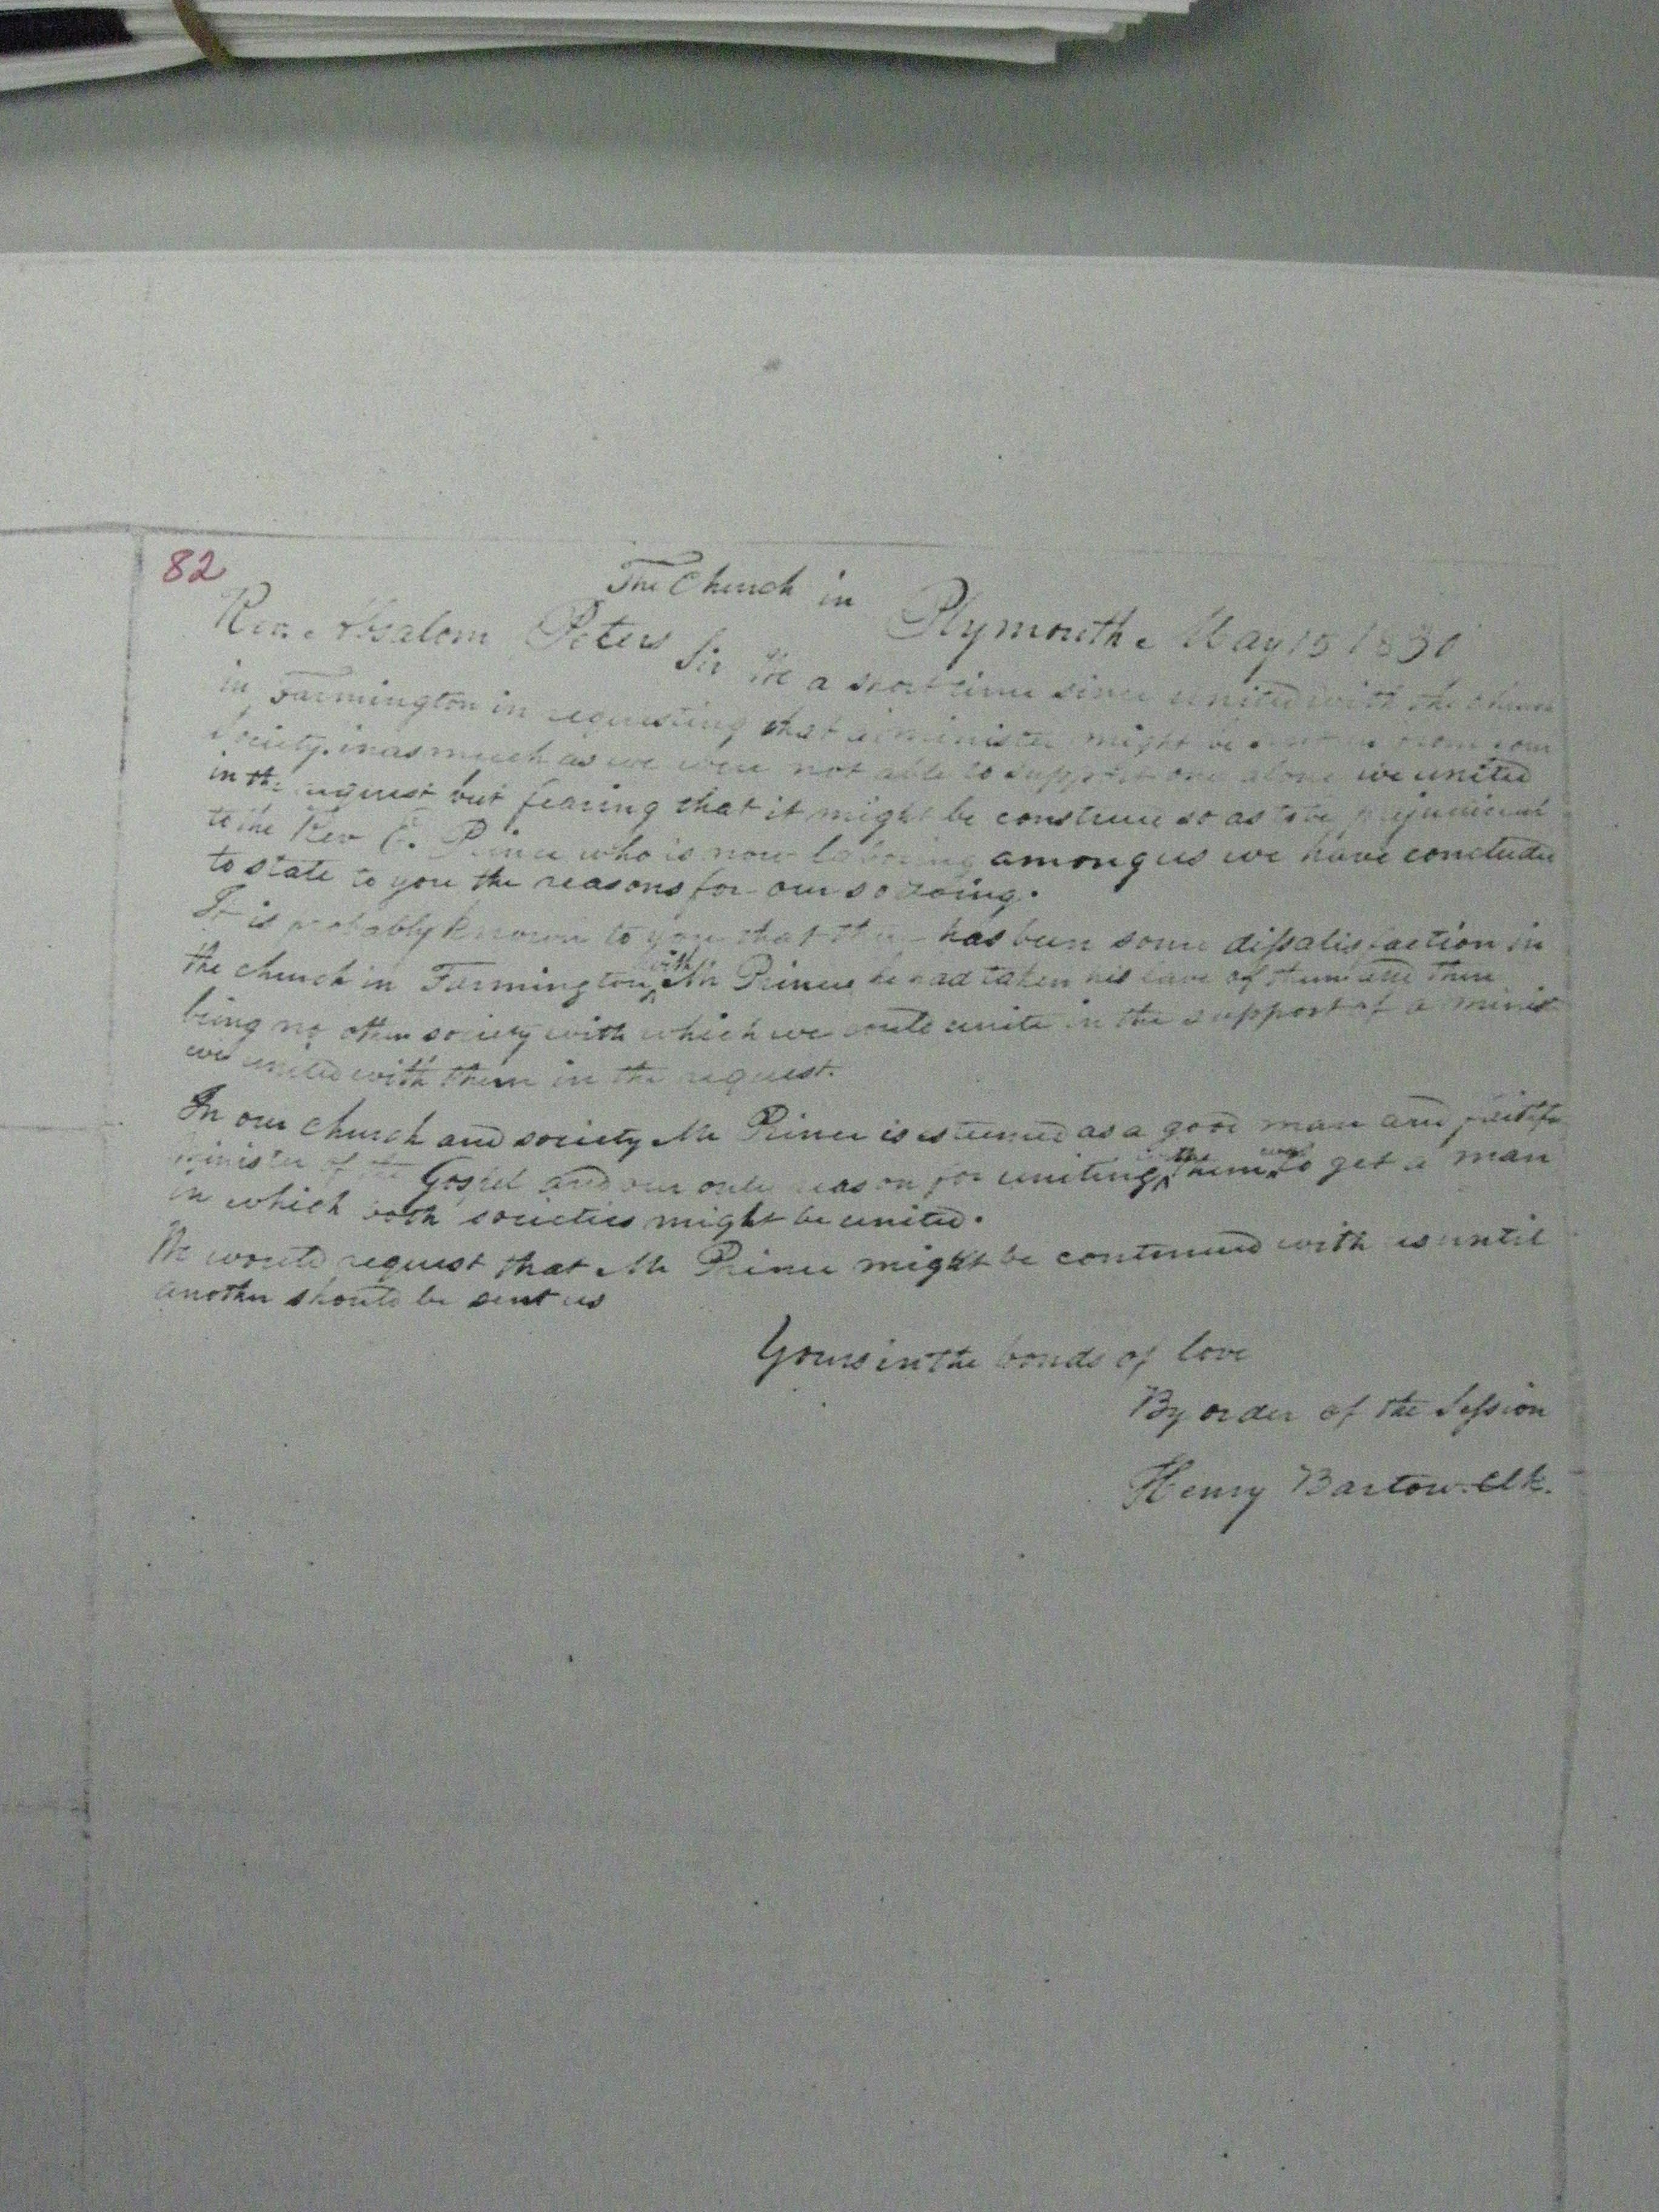 82
The Church in Plymouth. May 15 1830
Rev. Absalom Peters Sir We a short time since united with the church
in Farmington in requesting that a minister might be from your
Society. inasmuch as we were not able to support one alone we united
in the request but fearing that it might be construed so as to be prejudicial
to the Rev E. Prince who is now laboring among us we have concluded
to state to you the reasons for our so doing.
It is probably known to you that there has been some dissatisfaction in
the church in Farmington with Mr Prince he had taken his leave of them and there
being no other society with which we could unite in the support of a minist
we united with them in the request.
In our church and society Mr Prince is esteemed as a good man and faithfu
minister of the Gospel and our only reason for uniting with them was to get a man
in which both societies might be united.
We would request that Mr Prince might be continued with us until
another should be sent us
Yours in the bonds of love
By order of the Session
Henry Bartow. Clk.